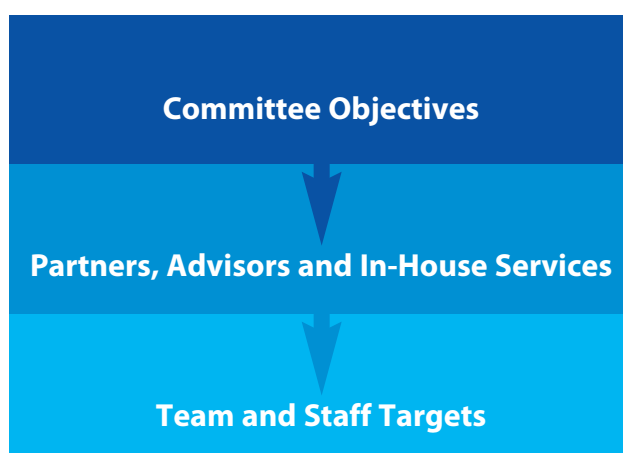 Committee Objectives
Partners, Advisors and In-House Services
Team and Staff Targets